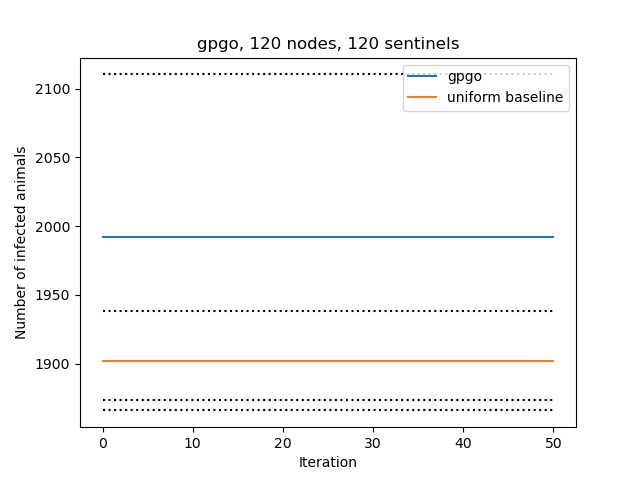 gpgo, 120 nodes, 120 sentinels
gpgo
uniform baseline
Number of infected animals
2100
2050
2000
1950
1900
0 10 20 30 40 50
Iteration